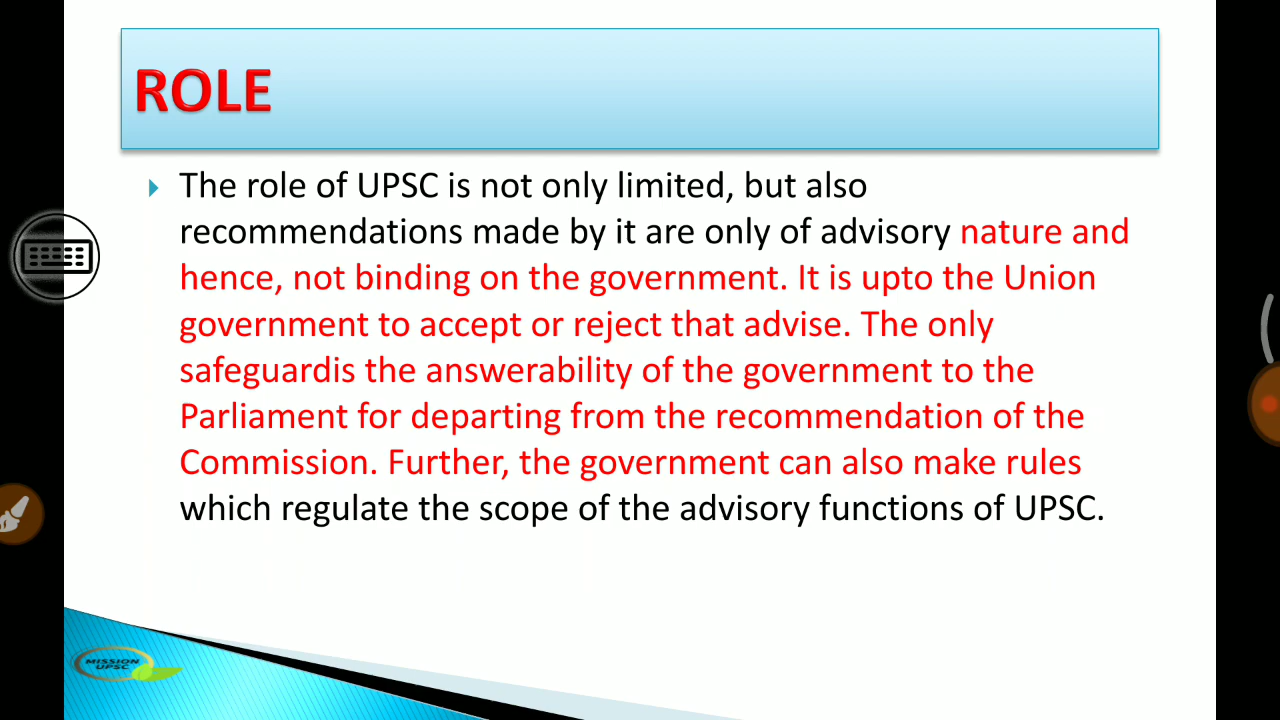 ROLE
The role of UPSC is not only limited, but also
recommendations made by it are only of advisory nature and
hence, not binding on the government. It is upto the Union
government to accept or reject that advise. The only
safeguardis the answerability of the government to the
Parliament for departing from the recommendation of the
Commission. Further, the government can also make rules
which regulate the scope of the advisory functions of UPSC.
MISSION
UPSC